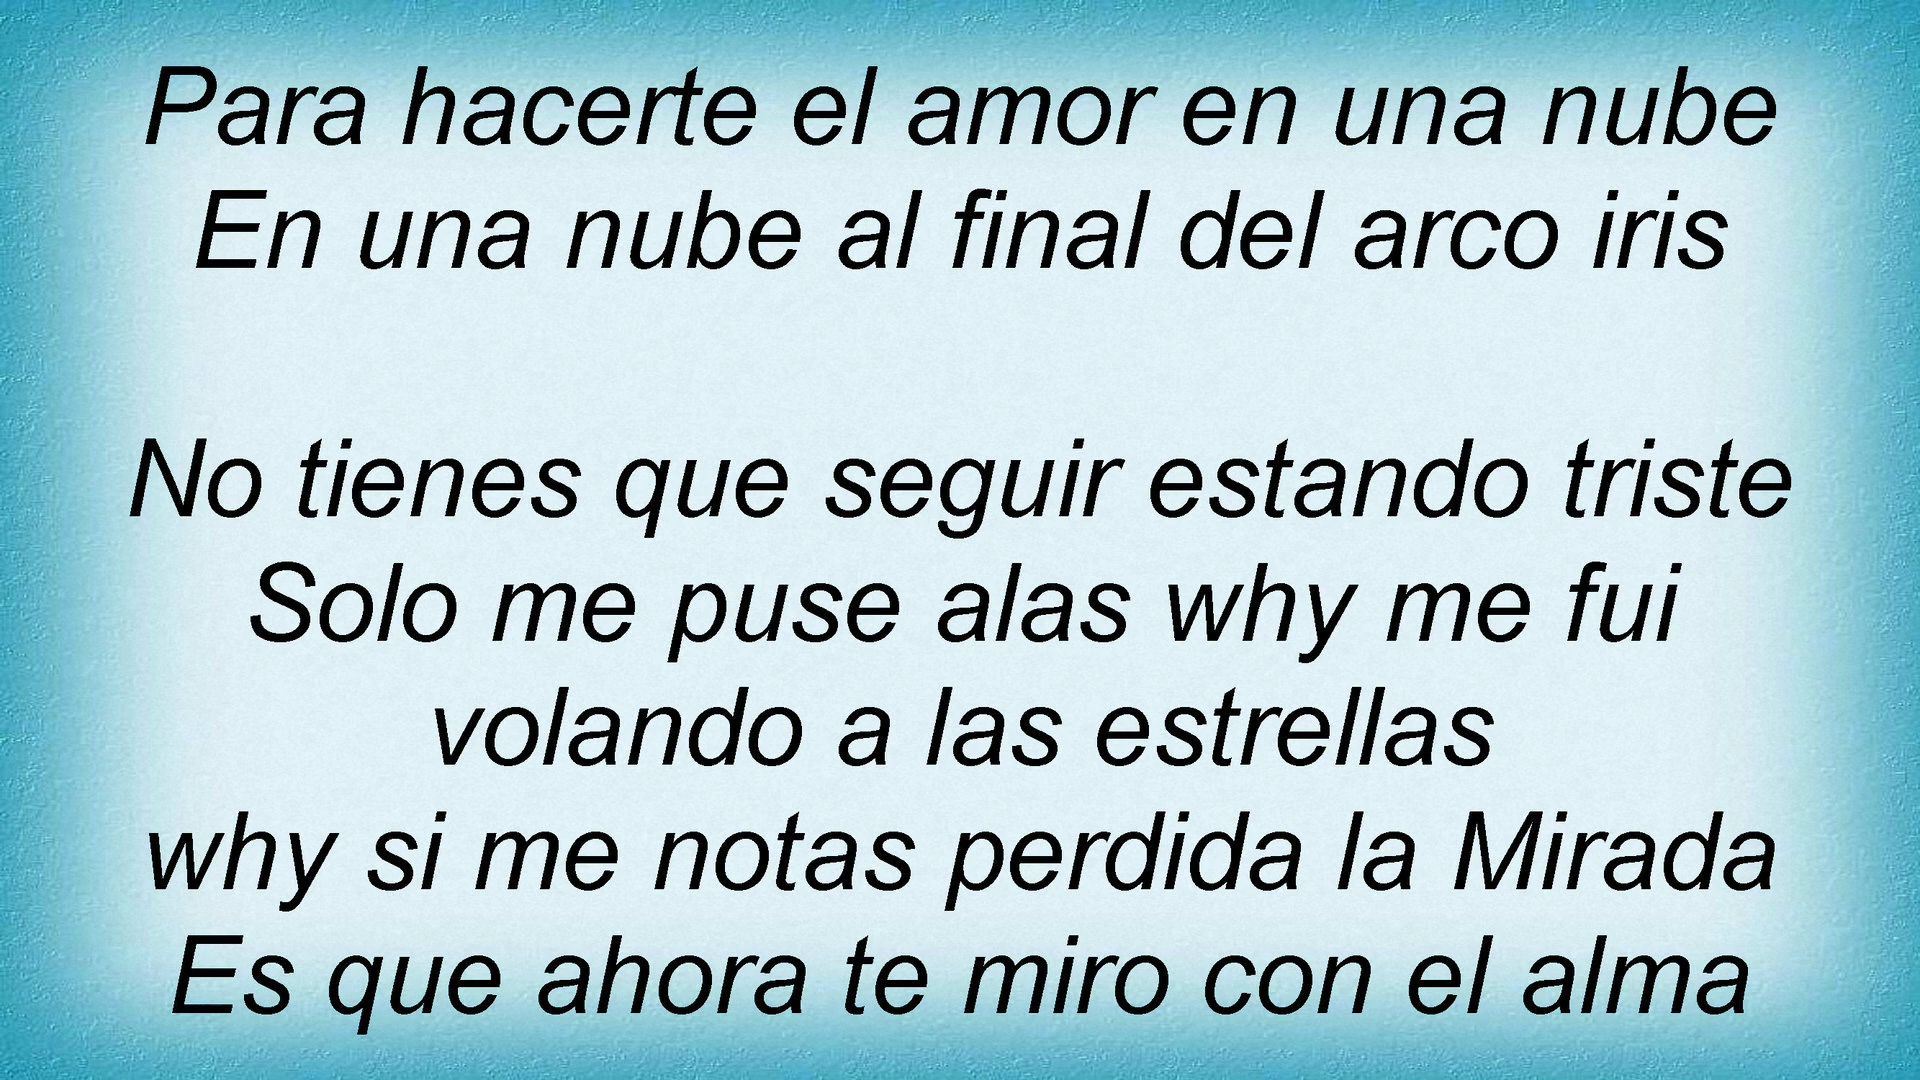 Para hacerte el amor en una nube
En una nube al final del arco iris
No tienes que seguir estando triste
Solo me puse alas why me fui
volando a las estrellas
why si me notas perdida la Mirada
Es que ahora te miro con el alma